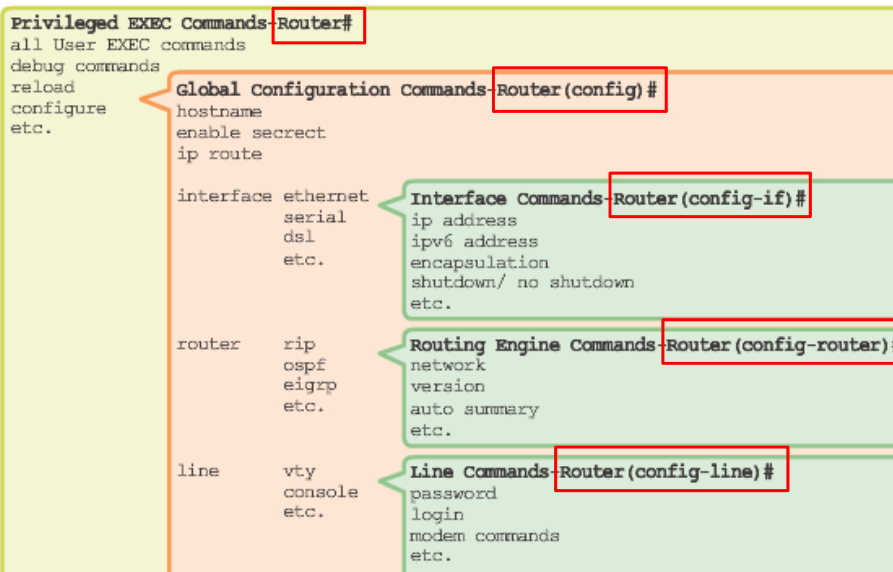 Privileged EXEC Commands-Router#
all User EXEC commands
debug commands
reload
configure
etc.
Global Configuration Commands-Router(config)#
hostname
enable secrect
ip route
interface ethernet
serial
dsl
etc.
Interface Commands-Router(config-if)#
ip address
ipv6 address
encapsulation
shutdown/ no shutdown
etc.
router rip
ospf
eigrp
etc.
Routing Engine Commands-Router(config-router)#
network
version
auto summary
etc.
line vty
console
etc.
Line Commands-Router(config-line)#
password
login
modem commands
etc.